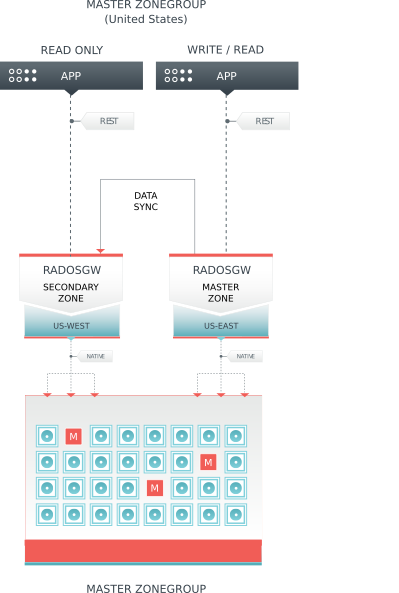 MASTER ZONEGROUP
(United States)
READ ONLY
WRITE / READ
APP
APP
REST
REST
DATA
SYNC
RADOSGW
SECONDARY
ZONE
US-WEST
RADOSGW
MASTER
ZONE
US-EAST
NATIVE
NATIVE
M
M
M
MASTER ZONEGROUP